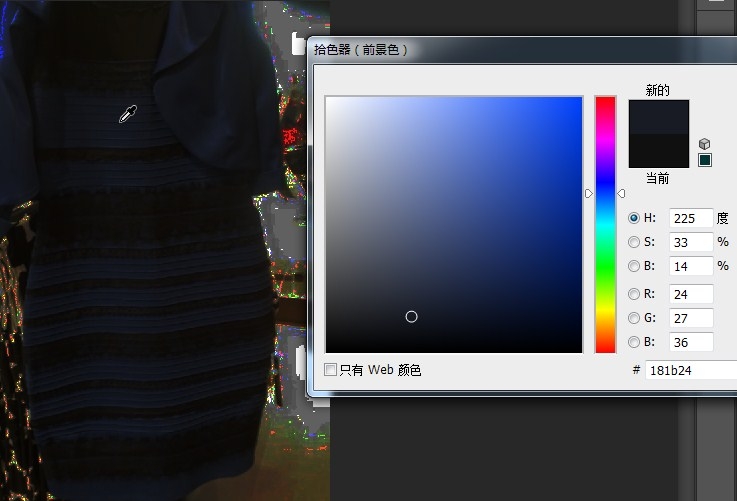 拾色器（前景色）
新的
当前
H: 225 度
S: 33 %
B: 14 %
R: 24
G: 27
B: 36
只有 Web 颜色
# 181b24